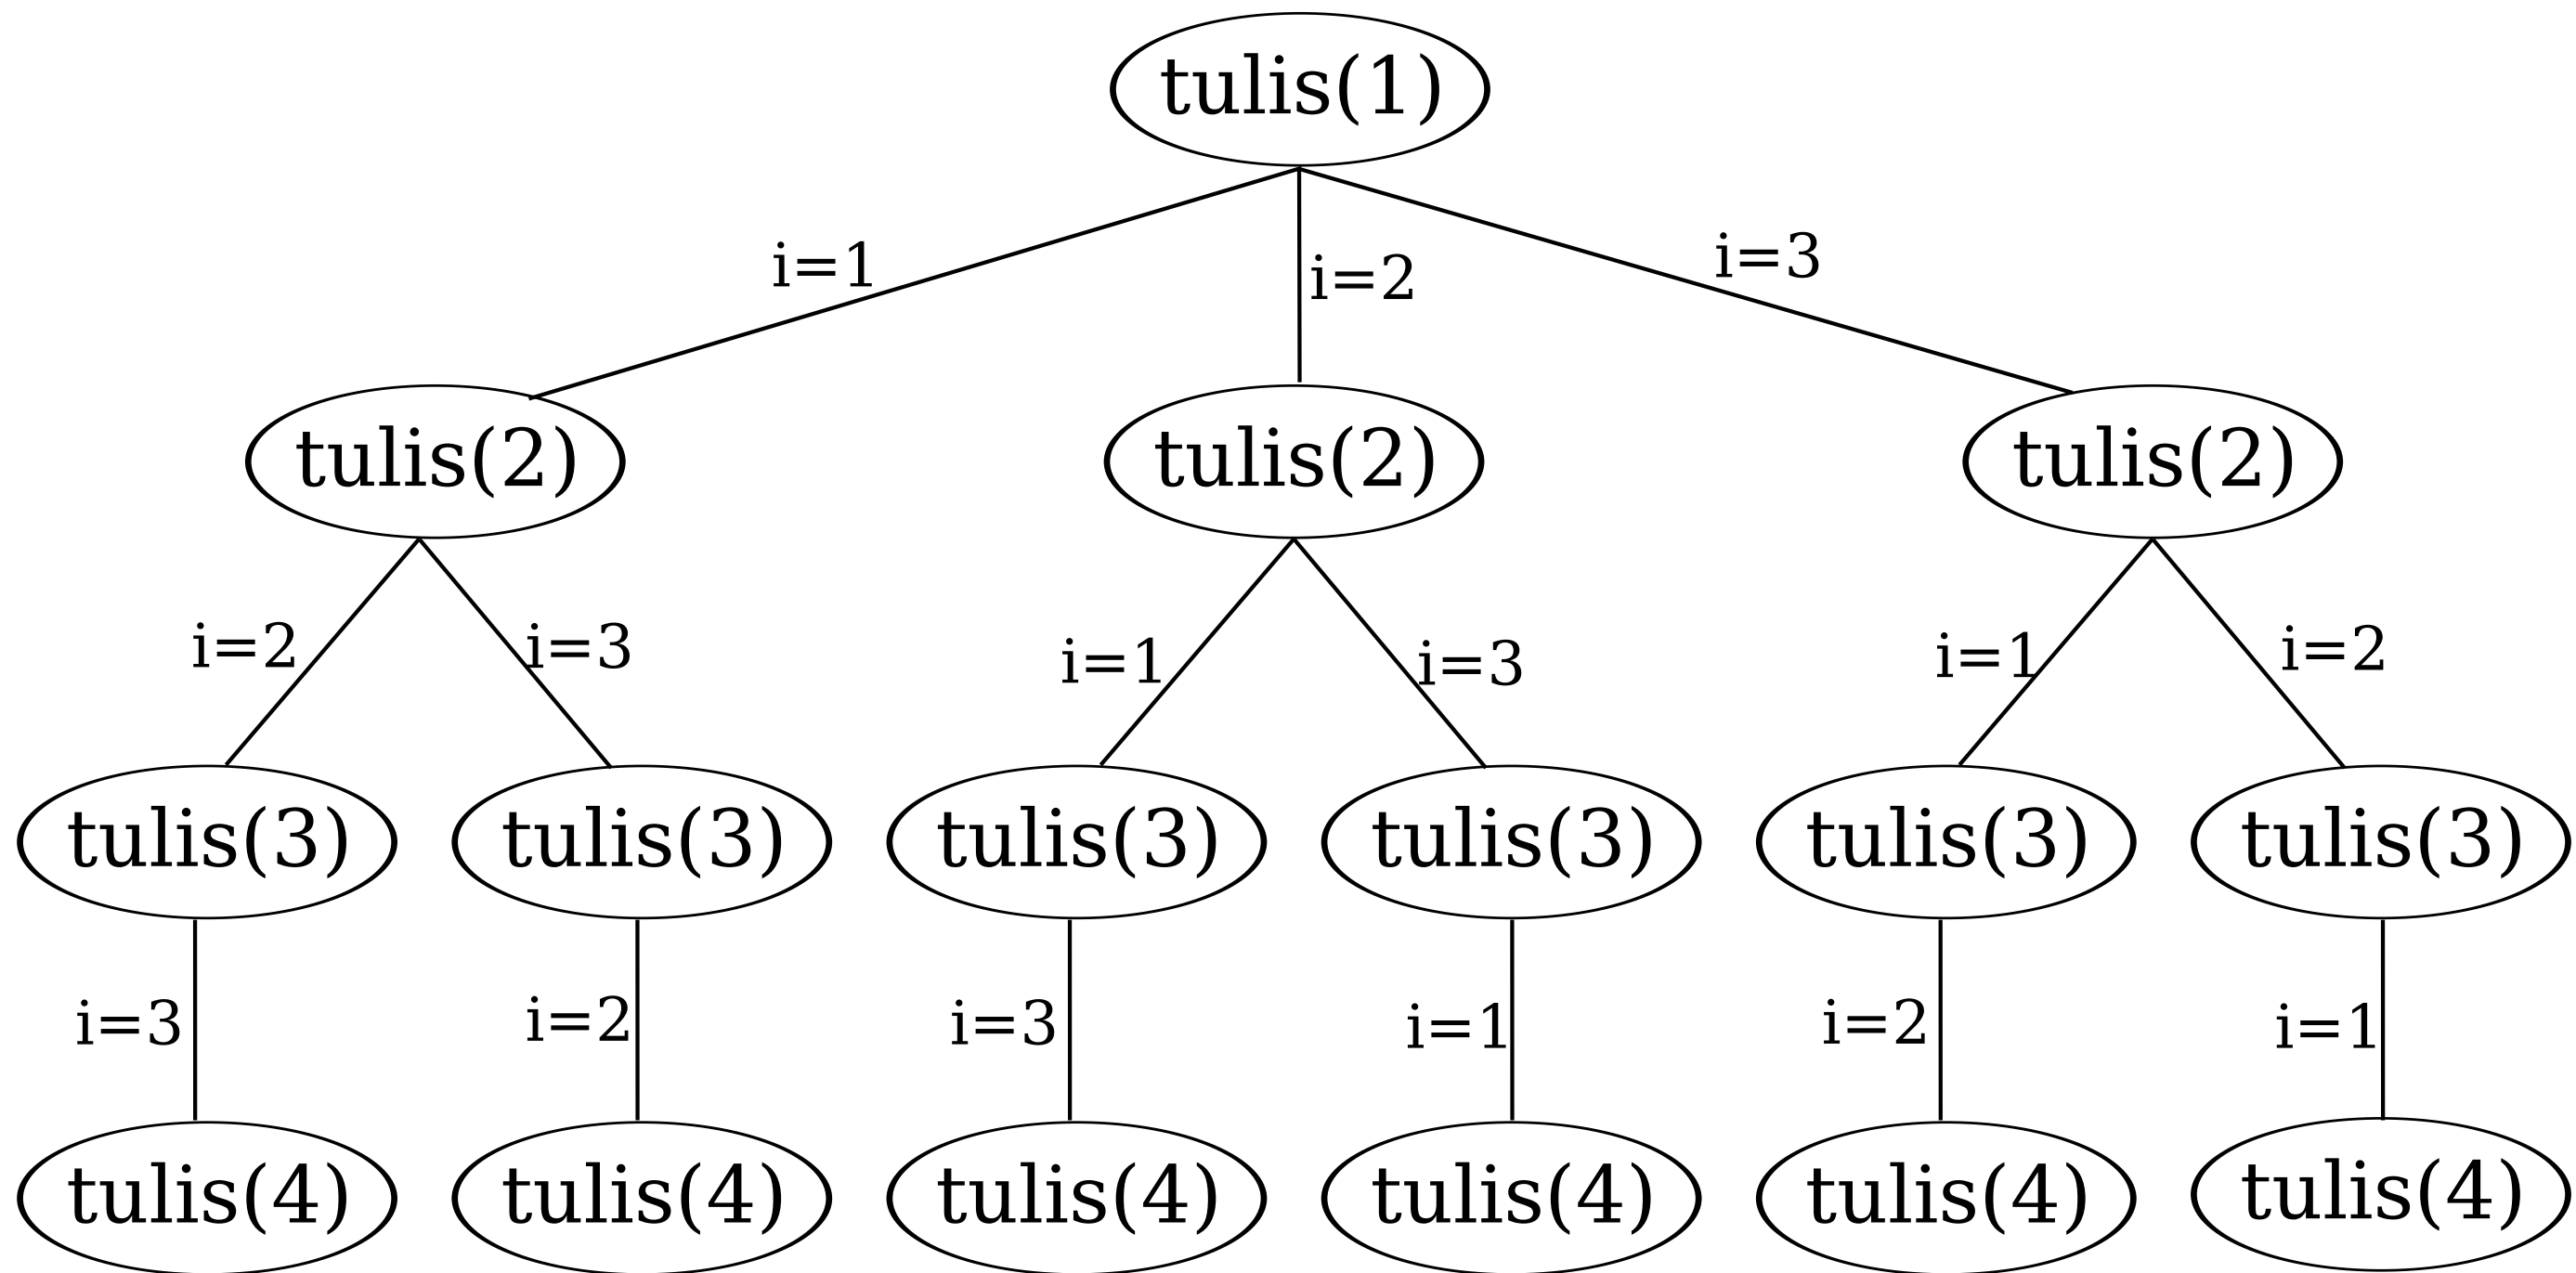 tulis(1)
i=1 i=2 i=3
tulis(2) tulis(2) tulis(2)
i=2 i=3 i=1 i=3 i=1 i=2
tulis(3) tulis(3) tulis(3) tulis(3) tulis(3) tulis(3)
i=3 i=2 i=3 i=1 i=2 i=1
tulis(4) tulis(4) tulis(4) tulis(4) tulis(4) tulis(4)